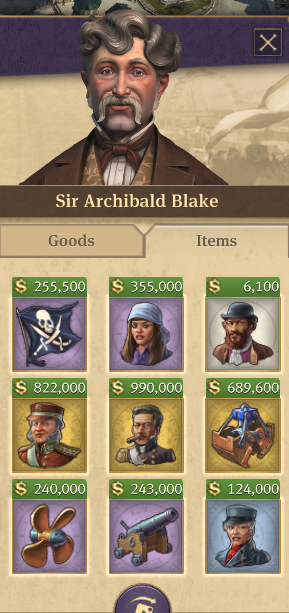 Sir Archibald Blake
Goods Items
$ 255,500 $ 355,000 $ 6,100
$ 822,000 $ 990,000 $ 689,600
$ 240,000 $ 243,000 $ 124,000